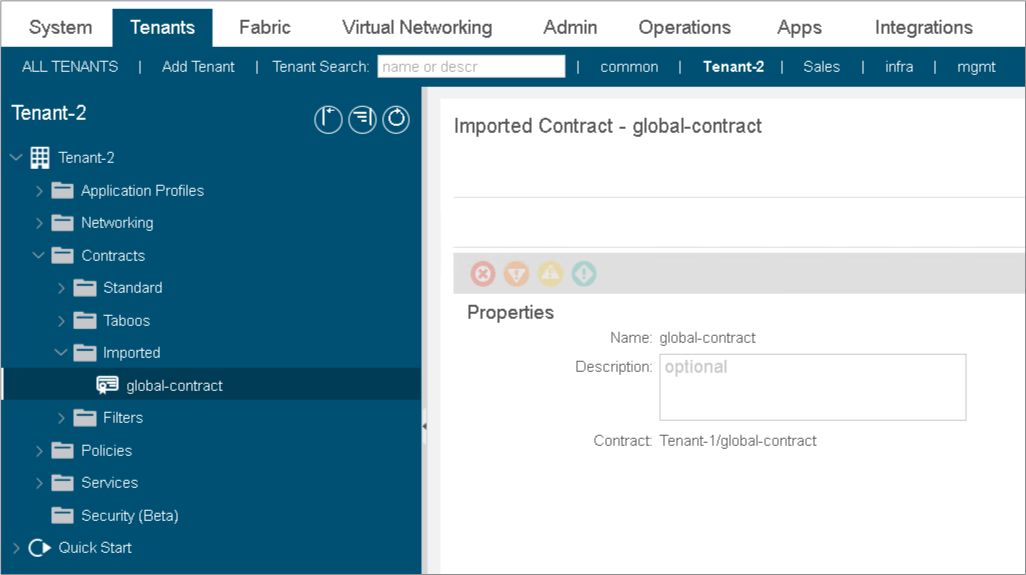 System Tenants Fabric Virtual Networking Admin Operations Apps Integrations
ALL TENANTS | Add Tenant | Tenant Search: name or descr | common | Tenant-2 | Sales | infra | mgmt
Tenant-2
Tenant-2
Application Profiles
Networking
Contracts
Standard
Taboos
Imported
global-contract
Filters
Policies
Services
Security (Beta)
Quick Start
Imported Contract - global-contract
Properties
Name: global-contract
Description: optional
Contract: Tenant-1/global-contract